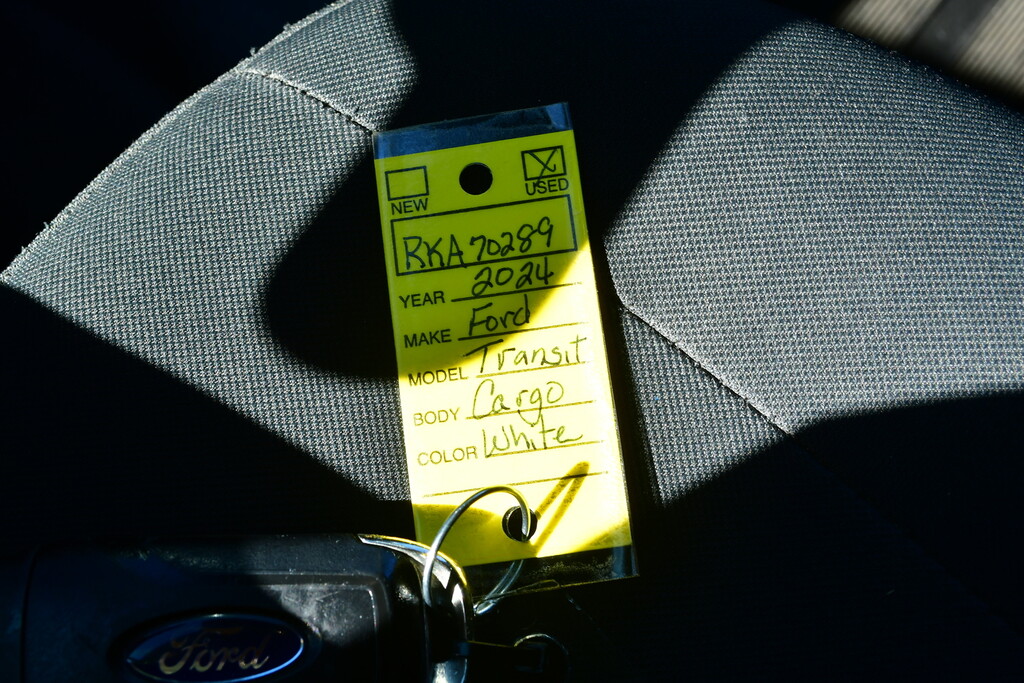 NEW
USED
RKA70289
YEAR 2024
MAKE Ford
MODEL Transit
BODY Cargo
COLOR White
Ford